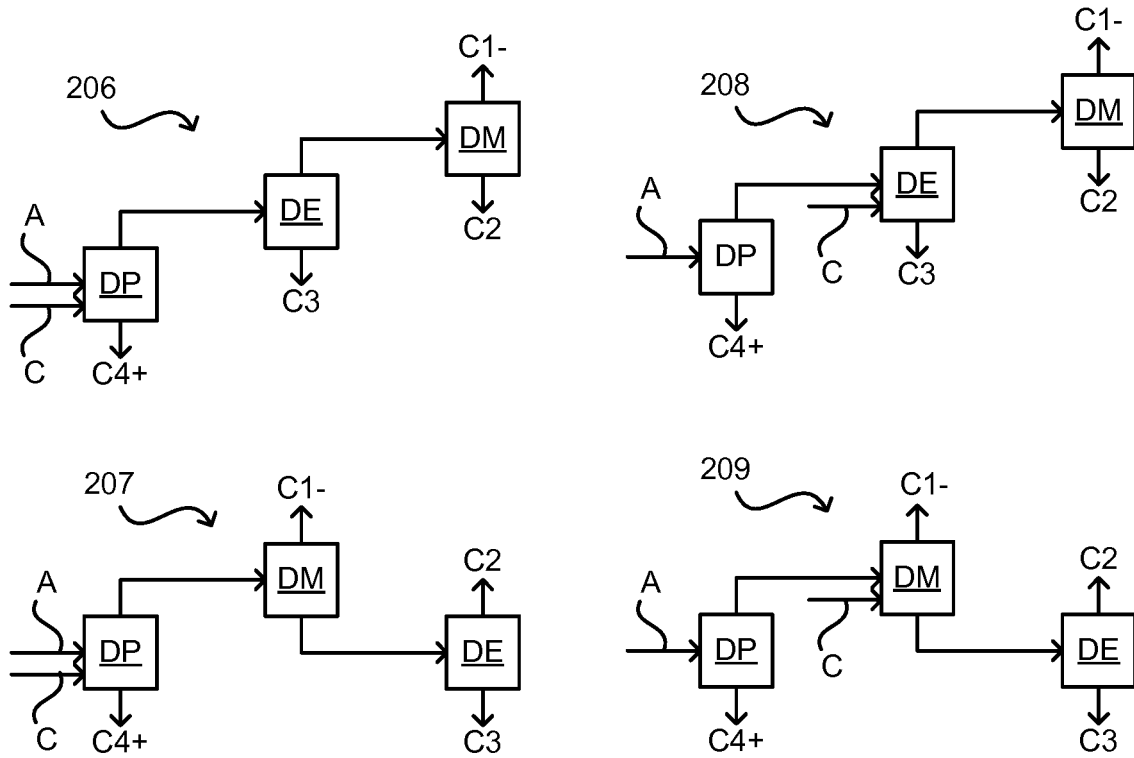 C1-
206
DM
A
DE
C2
DP
C3
C
C4+
C1-
208
DM
A
DE
C2
DP
C
C3
C4+
207
C1-
C2
A
DM
DP
DE
C
C4+
C3
209
C1-
C2
A
DM
DP
C
DE
C4+
C3